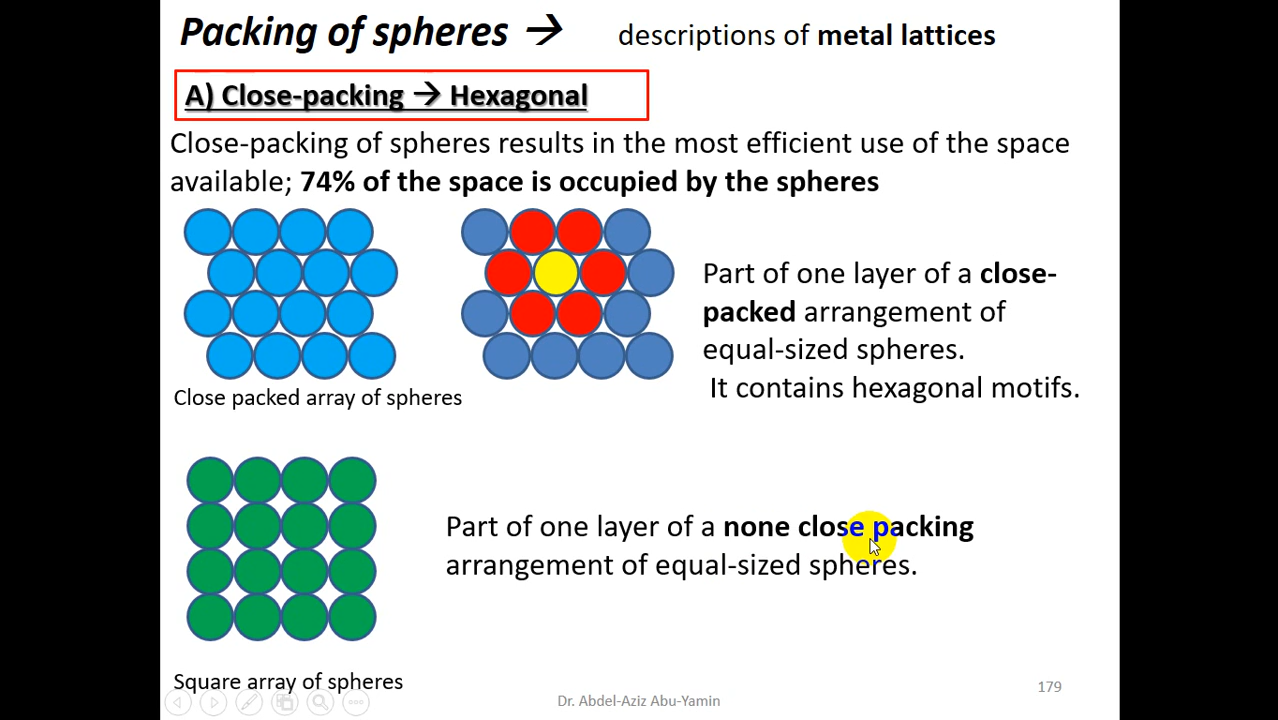 Packing of spheres → descriptions of metal lattices
A) Close-packing → Hexagonal
Close-packing of spheres results in the most efficient use of the space
available; 74% of the space is occupied by the spheres
Part of one layer of a close-
packed arrangement of
equal-sized spheres.
It contains hexagonal motifs.
Close packed array of spheres
Part of one layer of a none close packing
arrangement of equal-sized spheres.
Square array of spheres
Dr. Abdel-Aziz Abu-Yamin
179